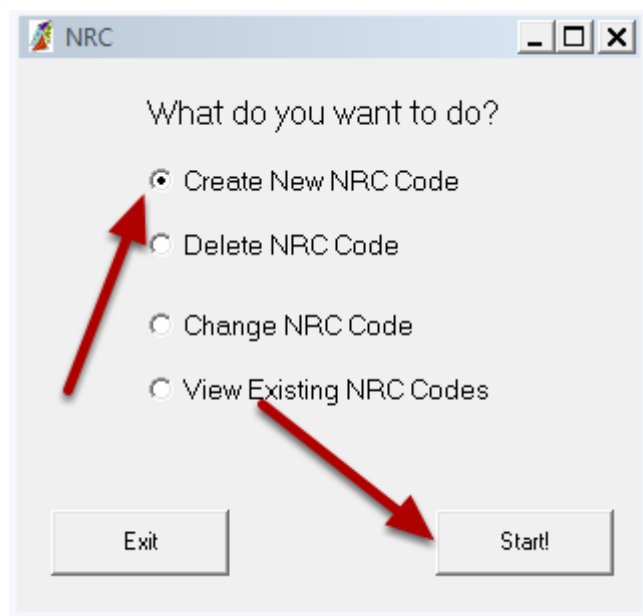 NRC
What do you want to do?
Create New NRC Code
Delete NRC Code
Change NRC Code
View Existing NRC Codes
Exit
Start!